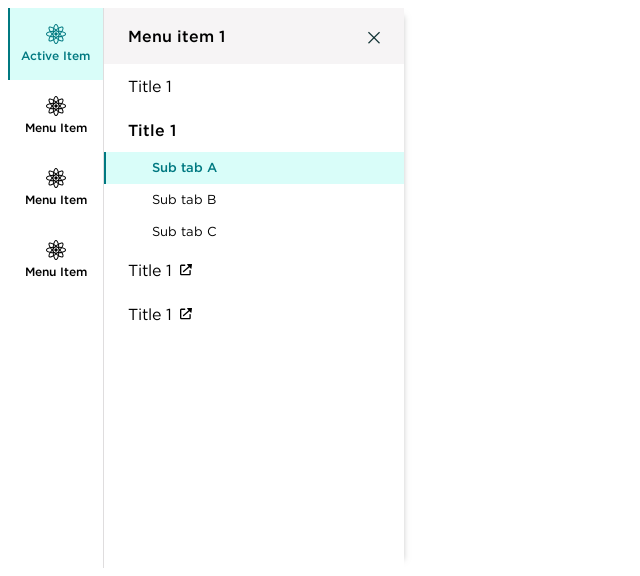 Active Item
Menu Item
Menu Item
Menu Item
Menu item 1
Title 1
Title 1
Sub tab A
Sub tab B
Sub tab C
Title 1
Title 1